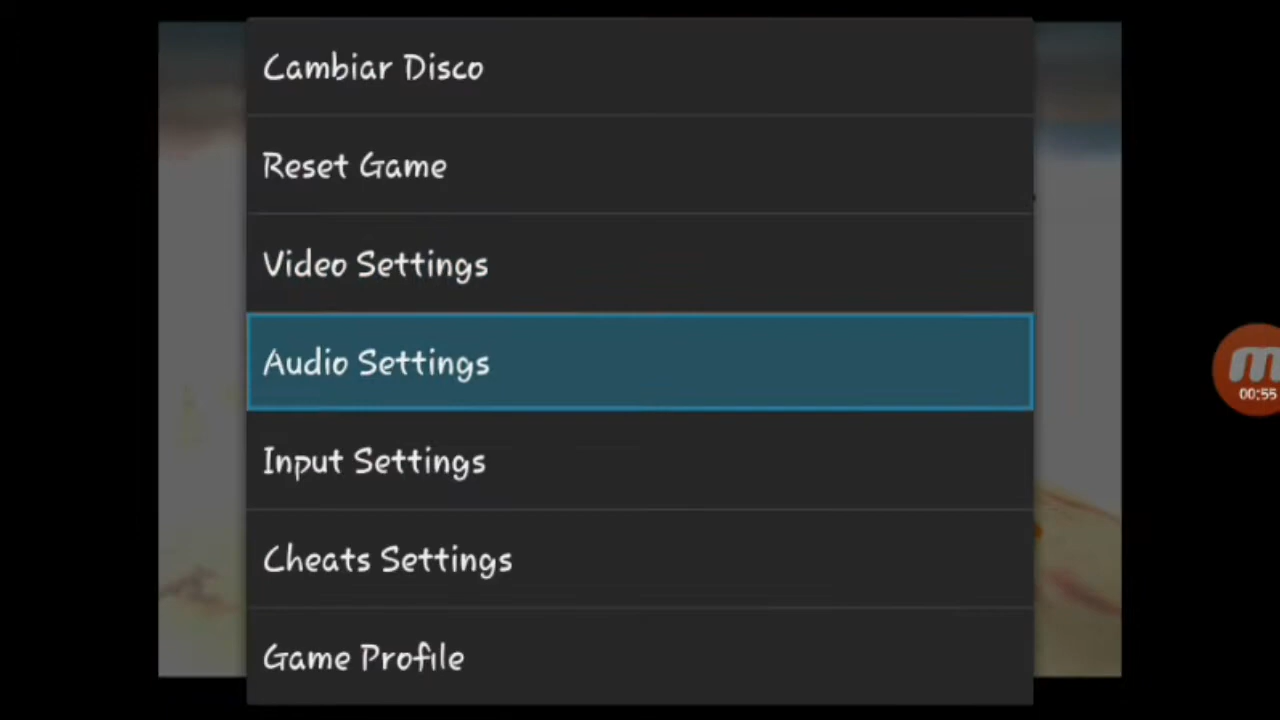 Cambiar Disco
Reset Game
Video Settings
Audio Settings
Input Settings
Cheats Settings
Game Profile
00:55